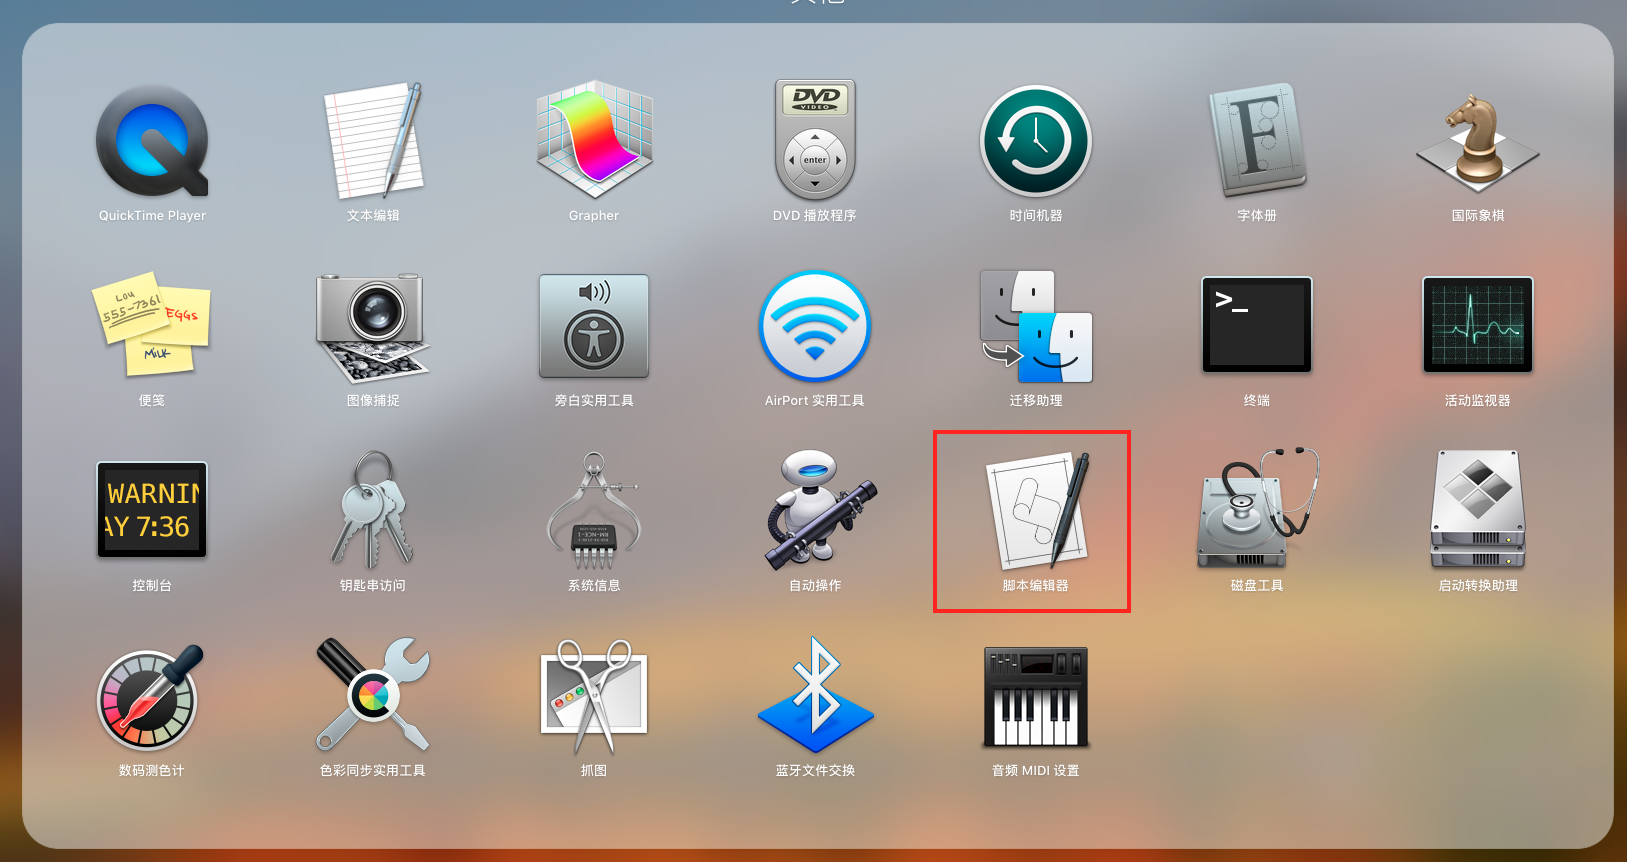 其他
DVD
VIDEO
enter
F
QuickTime Player
文本编辑
Grapher
DVD 播放程序
时间机器
字体册
国际象棋
Lou
555-7361
EGGs
MILK
>_
便笺
图像捕捉
旁白实用工具
AirPort 实用工具
迁移助理
终端
活动监视器
WARNIN
AY 7:36
RM-NCE-1
控制台
钥匙串访问
系统信息
自动操作
脚本编辑器
磁盘工具
启动转换助理
数码测色计
色彩同步实用工具
抓图
蓝牙文件交换
音频 MIDI 设置